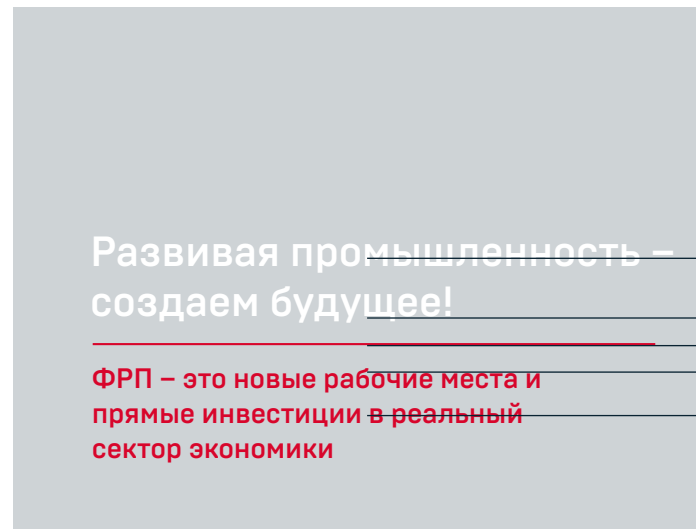 Развивая промышленность –
создаем будущее!
ФРП – это новые рабочие места и
прямые инвестиции в реальный
сектор экономики